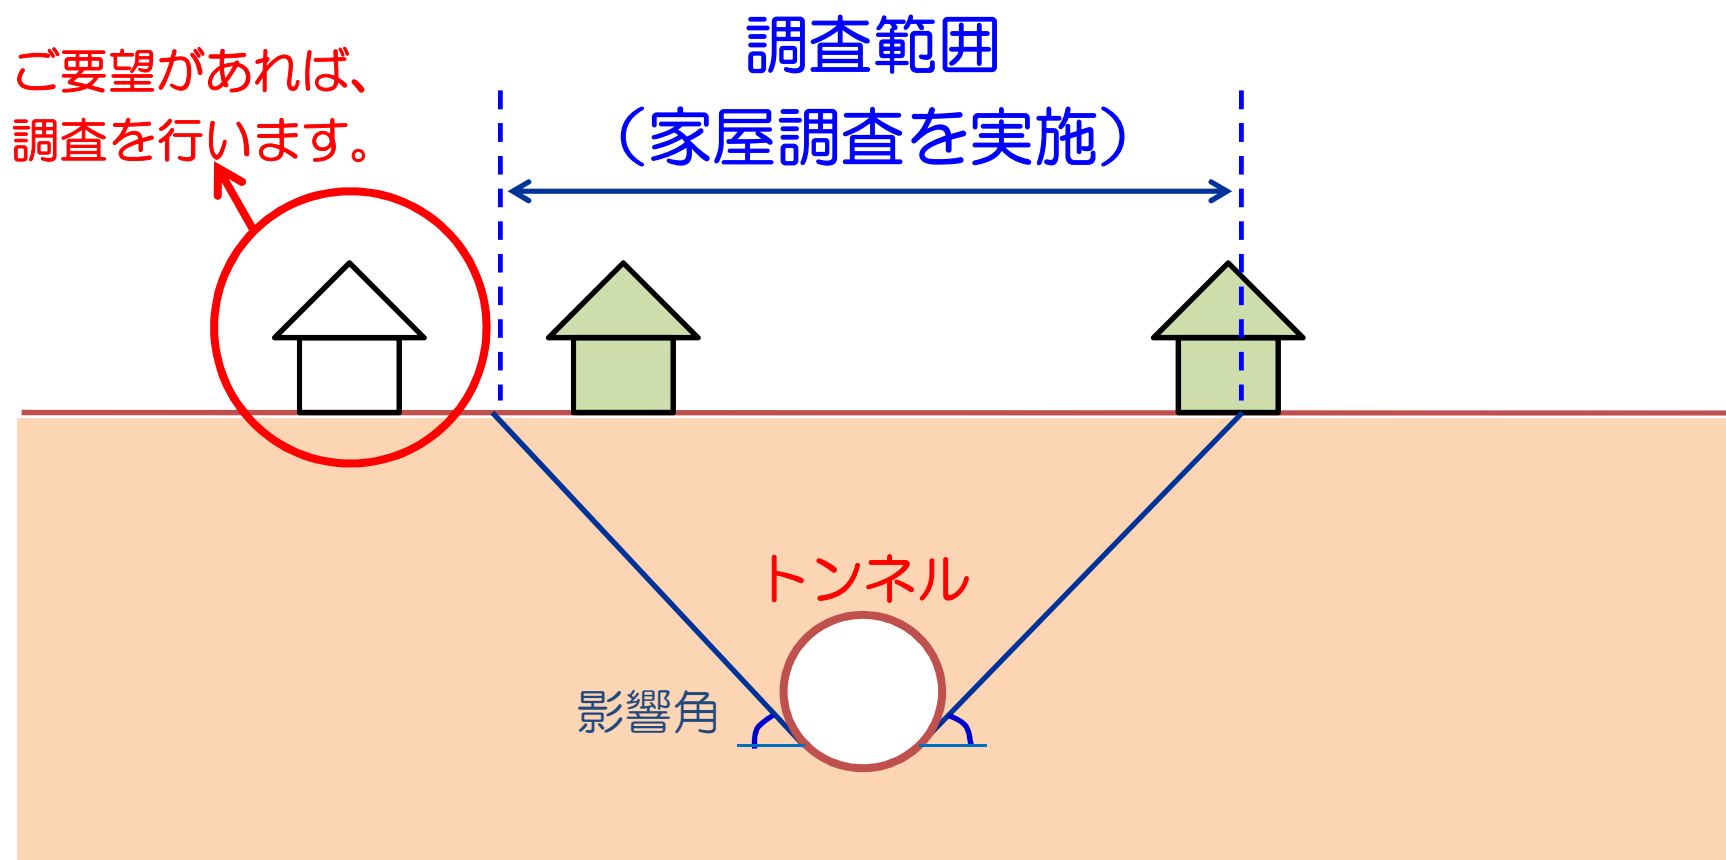 ご要望があれば、
調査を行います。
調査範囲
（家屋調査を実施）
トンネル
影響角